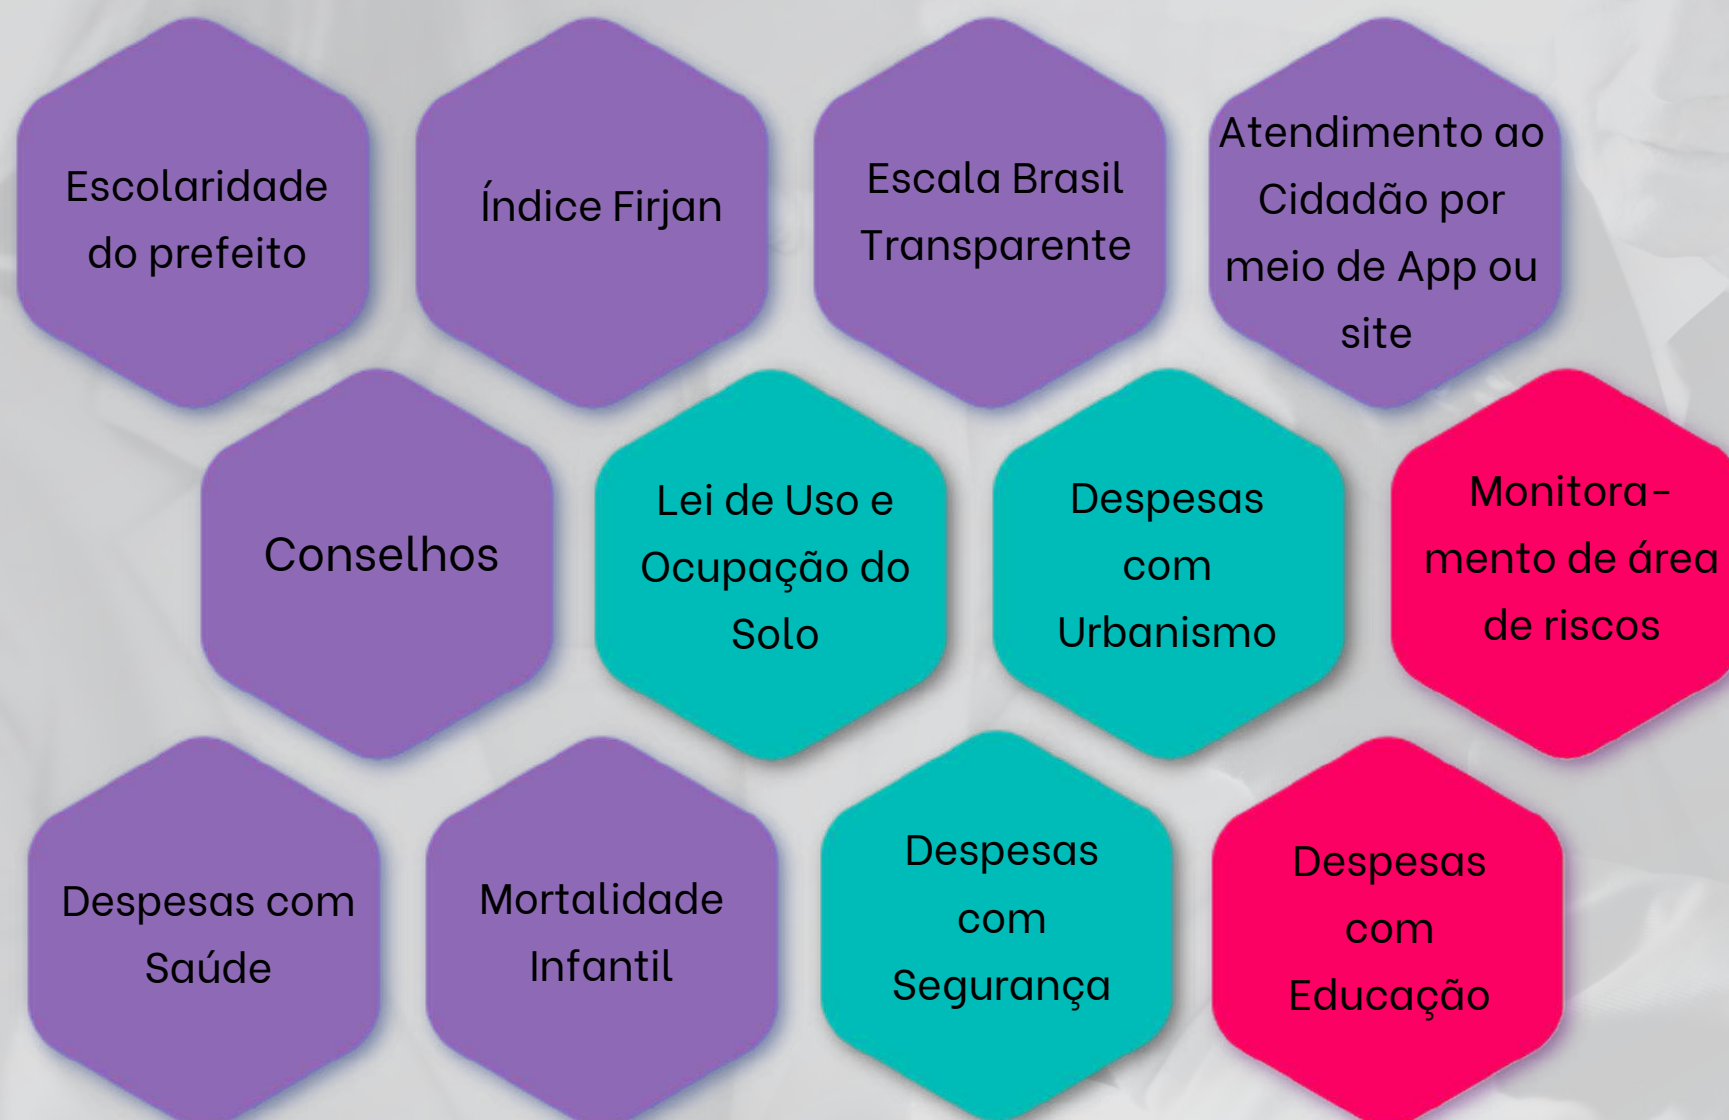 Escolaridade
do prefeito
Índice Firjan
Escala Brasil
Transparente
Atendimento ao
Cidadão por
meio de App ou
site
Conselhos
Lei de Uso e
Ocupação do
Solo
Despesas
com
Urbanismo
Monitora-
mento de área
de riscos
Despesas com
Saúde
Mortalidade
Infantil
Despesas
com
Segurança
Despesas
com
Educação